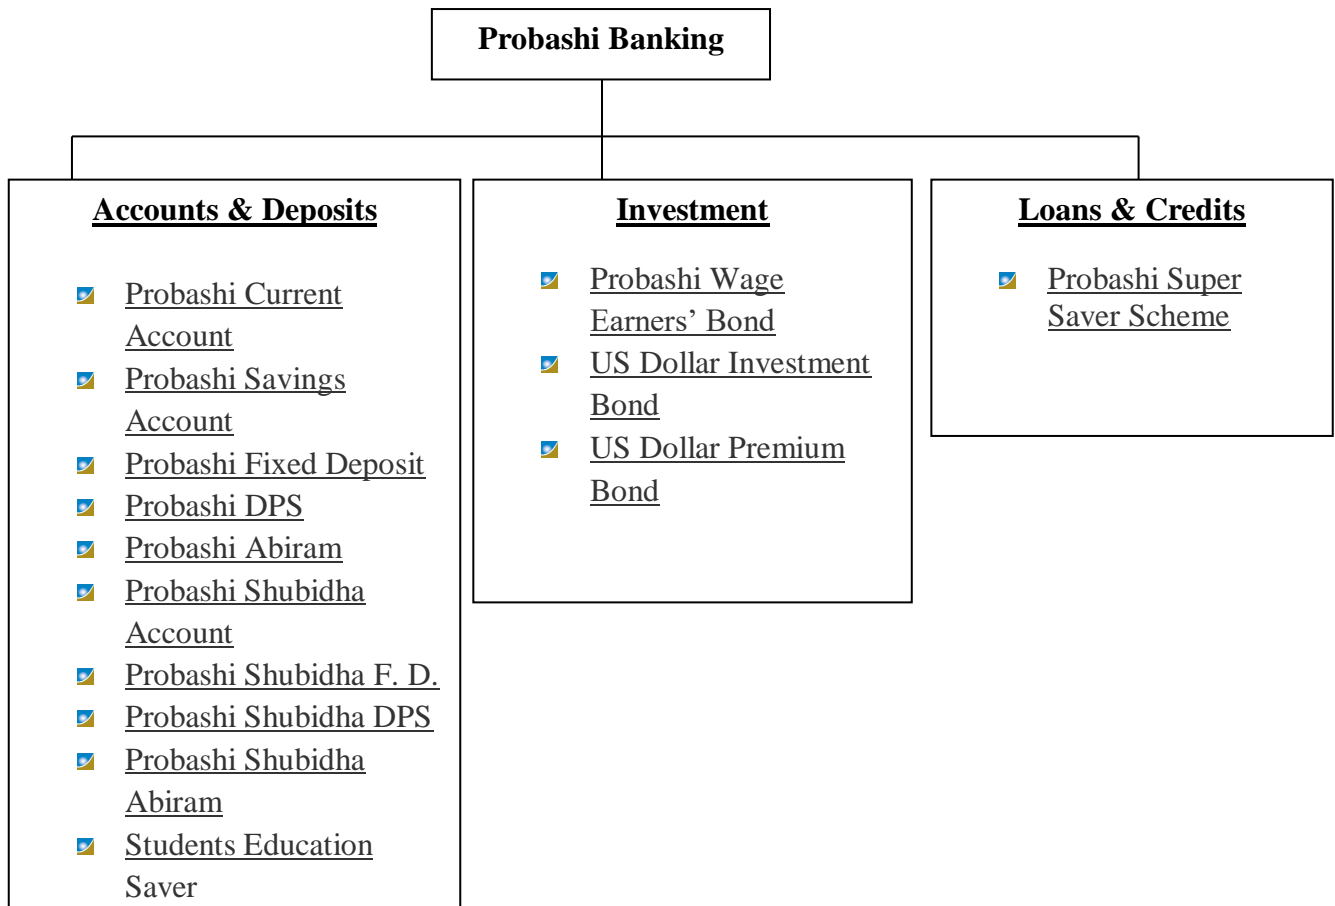 Probashi Banking
Accounts & Deposits
Probashi Current
Account
Probashi Savings
Account
Probashi Fixed Deposit
Probashi DPS
Probashi Abiram
Probashi Shubidha
Account
Probashi Shubidha F. D.
Probashi Shubidha DPS
Probashi Shubidha
Abiram
Students Education
Saver
Investment
Probashi Wage
Earners’ Bond
US Dollar Investment
Bond
US Dollar Premium
Bond
Loans & Credits
Probashi Super
Saver Scheme